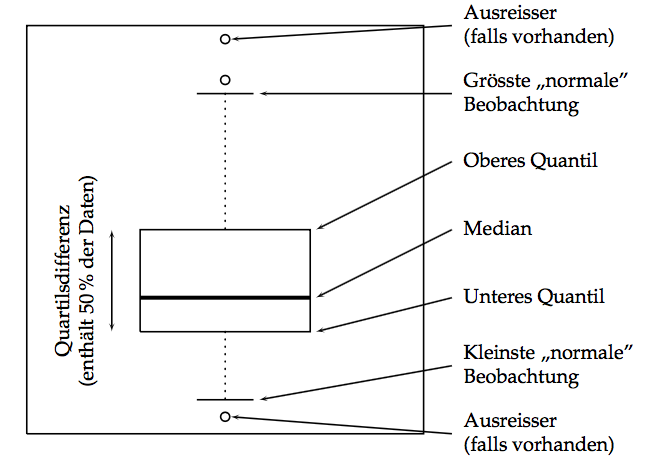 Ausreisser
(falls vorhanden)
Grösste „normale”
Beobachtung
Oberes Quantil
Median
Unteres Quantil
Kleinste „normale”
Beobachtung
Ausreisser
(falls vorhanden)
Quartilsdifferenz
(enthält 50 % der Daten)